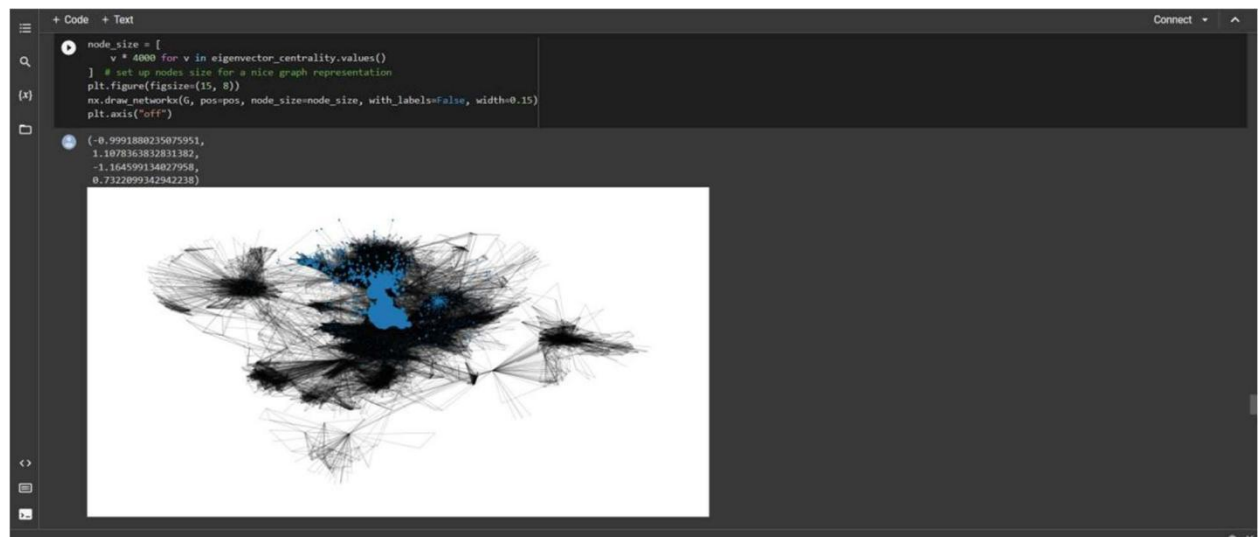 + Code + Text
Connect
node_size = [
v * 4000 for v in eigenvector_centrality.values()
] # set up nodes size for a nice graph representation
plt.figure(figsize=(15, 8))
nx.draw_networkx(G, pos=pos, node_size=node_size, with_labels=False, width=0.15)
plt.axis("off")
{x}
(-0.9991880235075951,
1.1078363832831382,
-1.164599134027958,
0.7322099342942238)